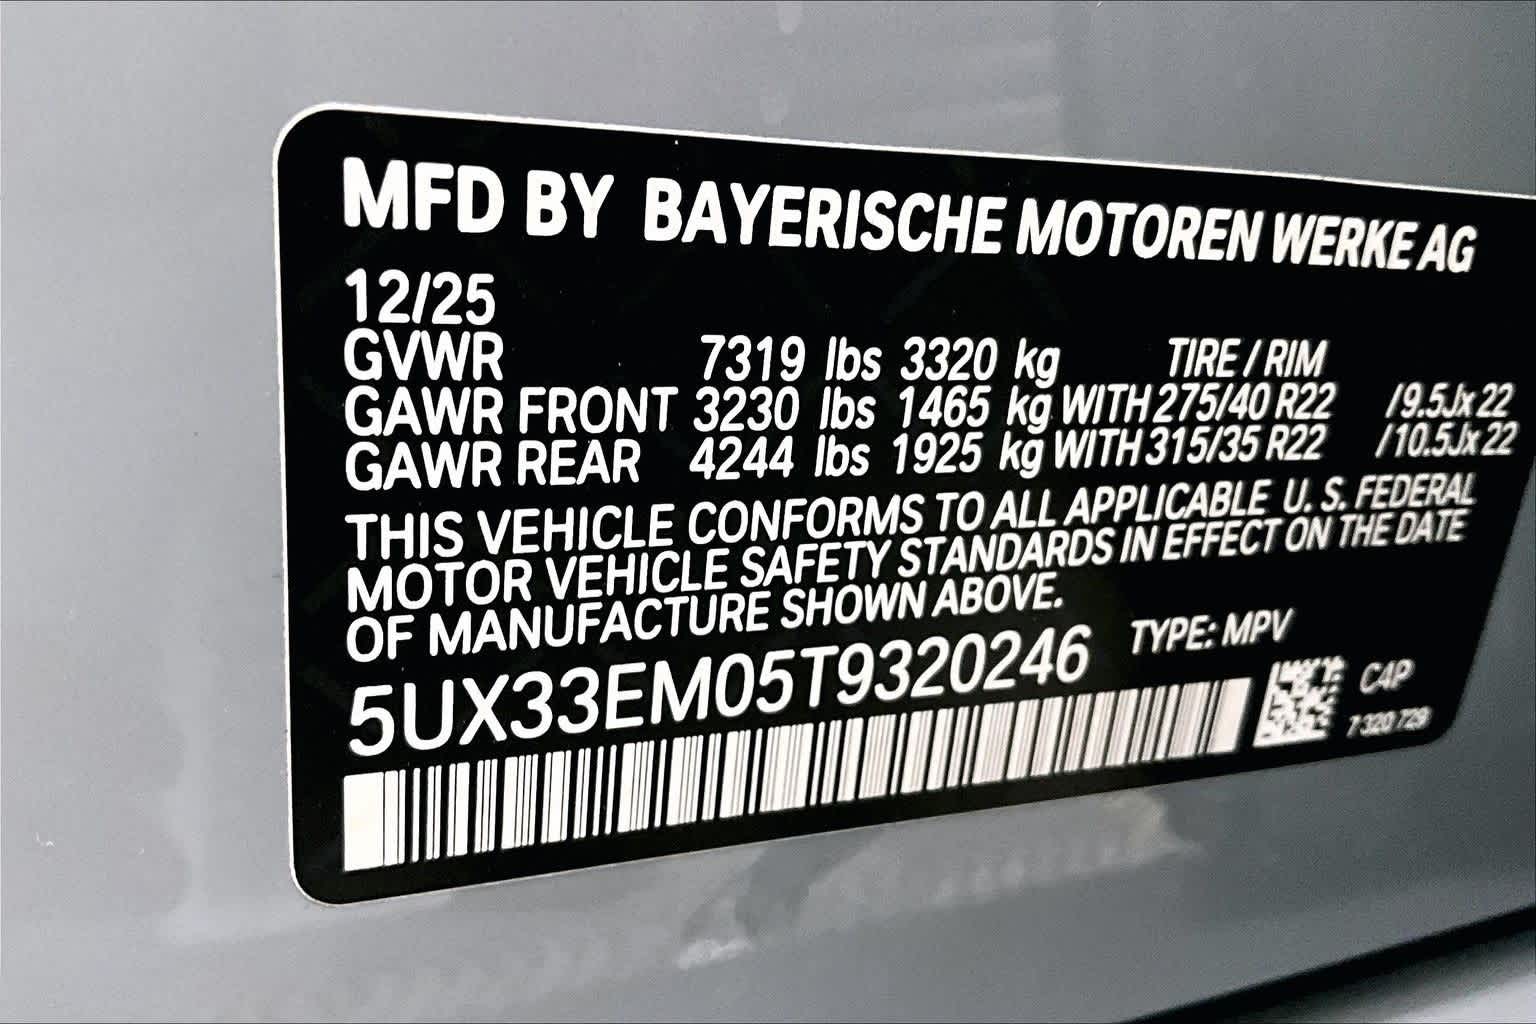 MFD BY BAYERISCHE MOTOREN WERKE AG
12/25
GVWR 7319 lbs 3320 kg TIRE / RIM
GAWR FRONT 3230 lbs 1465 kg WITH 275/40 R22 /9.5Jx22
GAWR REAR 4244 lbs 1925 kg WITH 315/35 R22 /10.5Jx22
THIS VEHICLE CONFORMS TO ALL APPLICABLE U. S. FEDERAL
MOTOR VEHICLE SAFETY STANDARDS IN EFFECT ON THE DATE
OF MANUFACTURE SHOWN ABOVE.
5UX33EM05T9320246 TYPE: MPV
C4P
7 320 729